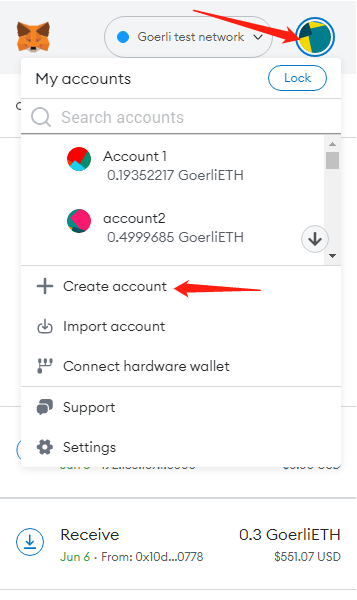 Goerli test network
My accounts
Lock
Search accounts
Account 1
0.19352217 GoerliETH
account2
0.4999685 GoerliETH
Create account
Import account
Connect hardware wallet
Support
Settings
Receive
0.3 GoerliETH
Jun 6 · From: 0x10d...0778
$551.07 USD